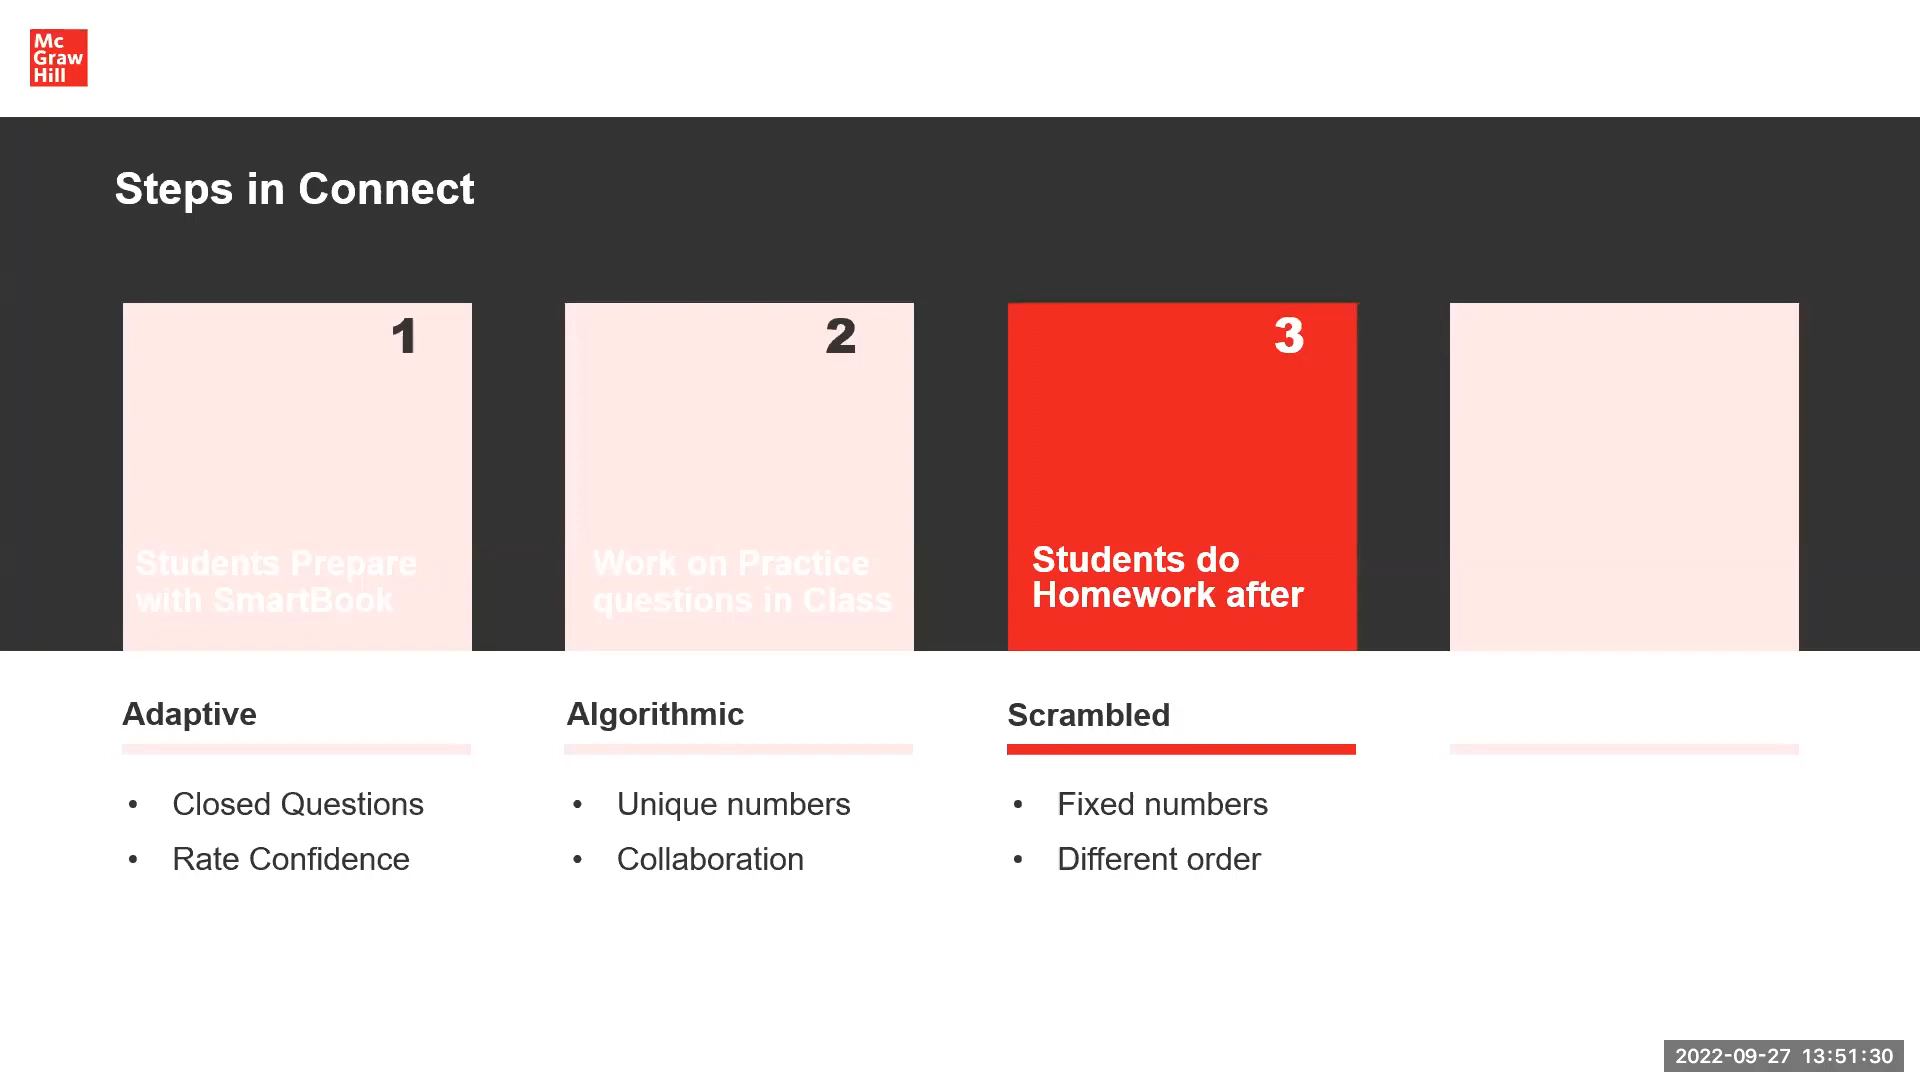 Mc
Graw
Hill
Steps in Connect
1
Students Prepare
with SmartBook
2
Work on Practice
questions in Class
3
Students do
Homework after
Adaptive
• Closed Questions
• Rate Confidence
Algorithmic
• Unique numbers
• Collaboration
Scrambled
• Fixed numbers
• Different order
2022-09-27 13:51:30